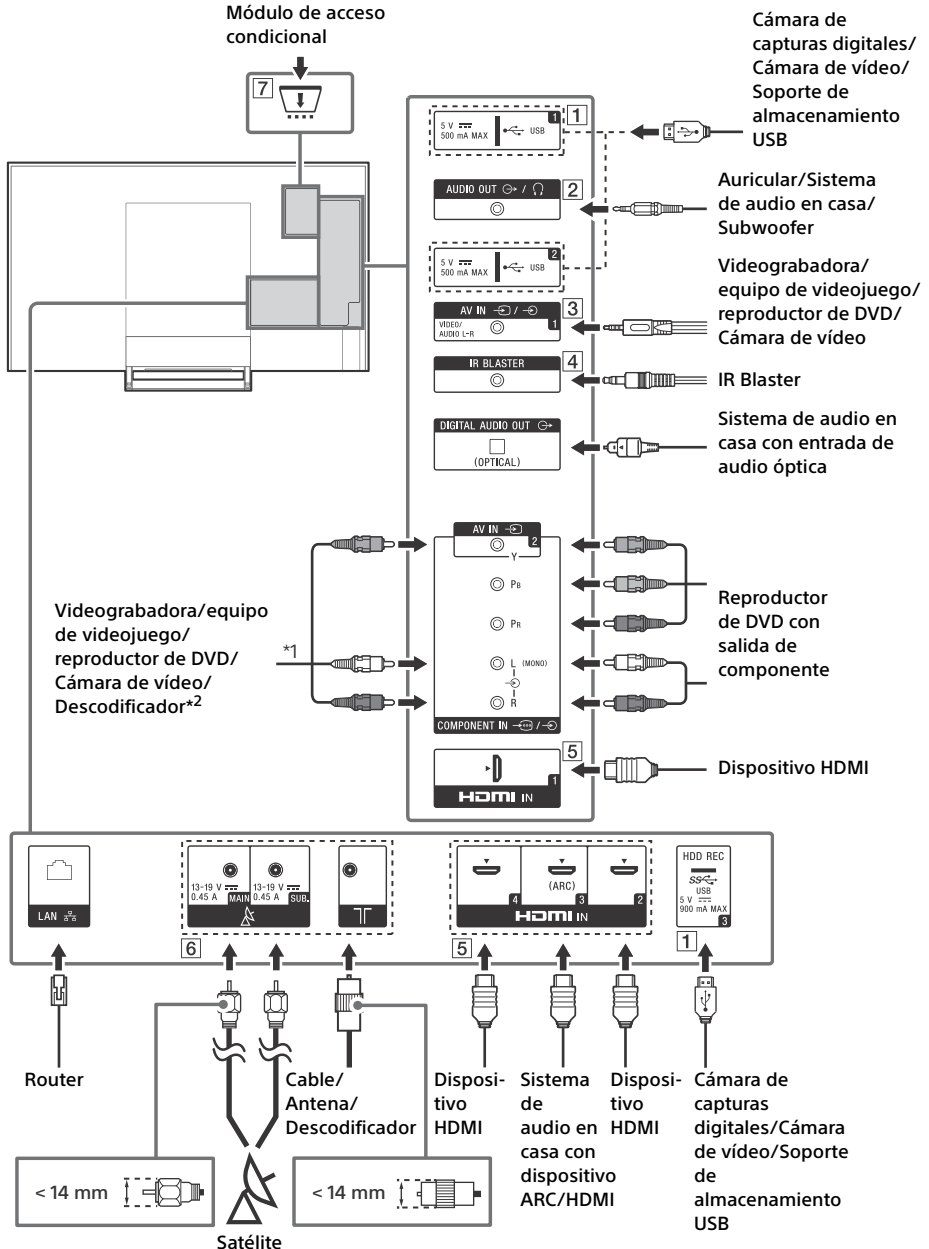 Módulo de acceso
condicional
7
Cámara de
capturas digitales/
Cámara de vídeo/
Soporte de
almacenamiento
USB
1
5 V
500 mA MAX
USB
1
AUDIO OUT /
2
Auricular/Sistema
de audio en casa/
Subwoofer
2
5 V
500 mA MAX
USB
Videograbadora/
equipo de videojuego/
reproductor de DVD/
Cámara de vídeo
AV IN /
3
VIDEO/
AUDIO L-R
1
IR BLASTER
4
IR Blaster
DIGITAL AUDIO OUT
(OPTICAL)
Sistema de audio en
casa con entrada de
audio óptica
AV IN
2
Y
PB
PR
L (MONO)
R
COMPONENT IN /
Videograbadora/equipo
de videojuego/
reproductor de DVD/
Cámara de vídeo/
Descodificador*2
*1
Reproductor
de DVD con
salida de
componente
5
1
HDMI IN
Dispositivo HDMI
LAN
13-19 V
0.45 A MAIN
13-19 V
0.45 A SUB.
6
4
(ARC)
3
2
HDMI IN
5
HDD REC
SS
USB
5 V
900 mA MAX
3
1
Router
Cable/
Antena/
Descodificador
Disposi-
tivo
HDMI
Sistema
de
audio en
casa con
dispositivo
ARC/HDMI
Disposi-
tivo
HDMI
Cámara de
capturas
digitales/Cámara
de vídeo/Soporte
de
almacenamiento
USB
< 14 mm
< 14 mm
Satélite